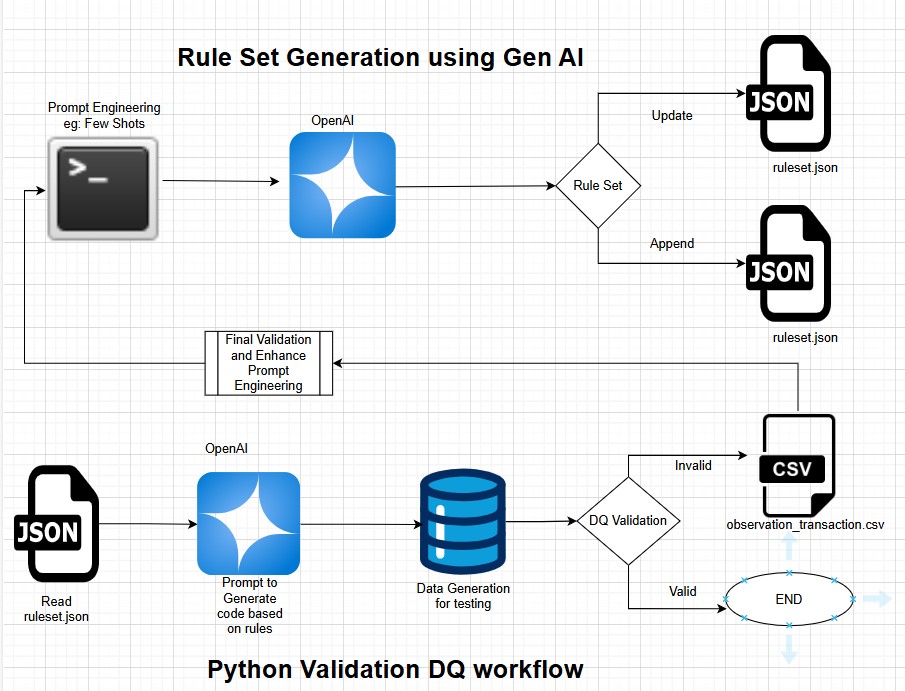 Rule Set Generation using Gen AI
Prompt Engineering
eg: Few Shots
>_
OpenAI
Rule Set
Update
JSON
ruleset.json
Append
JSON
ruleset.json
Final Validation
and Enhance
Prompt
Engineering
JSON
Read
ruleset.json
OpenAI
Prompt to
Generate
code based
on rules
Data Generation
for testing
DQ Validation
Invalid
CSV
observation_transaction.csv
Valid
END
Python Validation DQ workflow